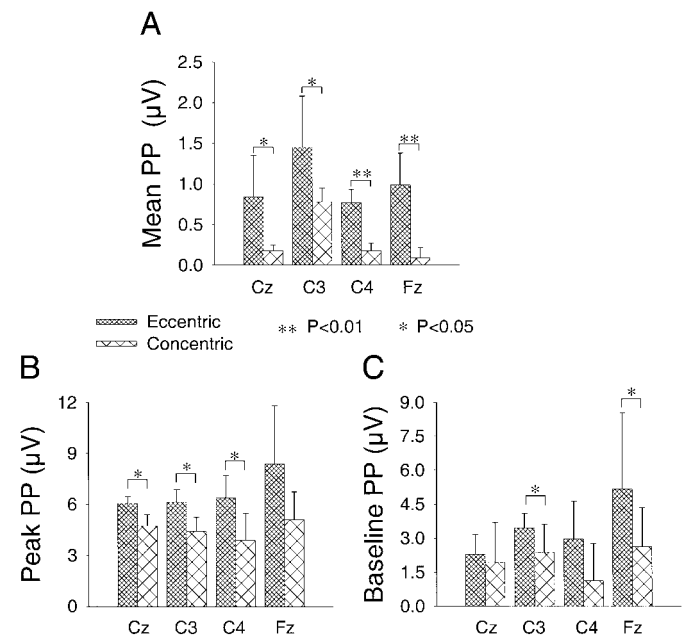 A
Mean PP (μV)
2.5
2.0
1.5
1.0
0.5
0.0
*
*
**
**
Cz C3 C4 Fz
Eccentric
Concentric
** P<0.01 * P<0.05
B
Peak PP (μV)
12
9
6
3
0
*
*
*
Cz C3 C4 Fz
C
Baseline PP (μV)
9.0
7.5
6.0
4.5
3.0
1.5
0.0
*
*
Cz C3 C4 Fz